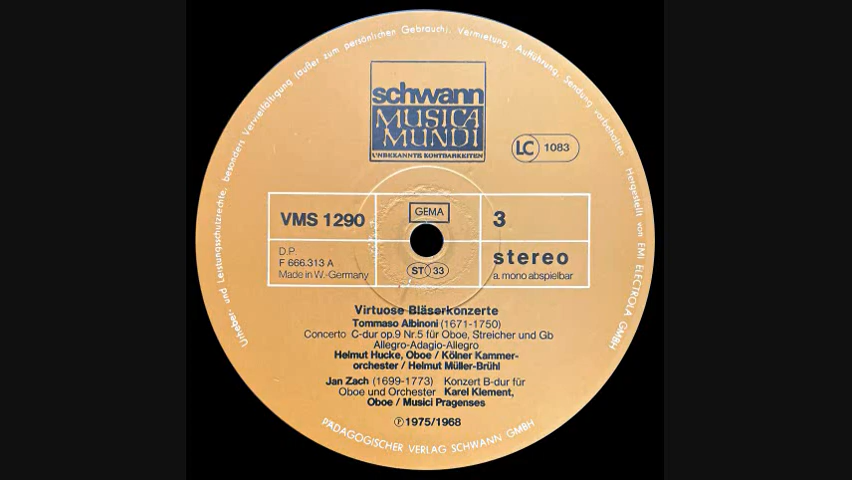 Urheber- und Leistungsschutzrechte, besonders Vervielfältigung (außer zum persönlichen Gebrauch), Vermietung, Aufführung, Sendung vorbehalten Hergestellt von EMI ELECTROLA GMBH
schwann
MUSICA
MUNDI
UNBEKANNTE KOSTBARKEITEN
LC 1083
VMS 1290
GEMA
3
D.P.
F 666.313 A
Made in W.-Germany
ST 33
stereo
a. mono abspielbar
Virtuose Bläserkonzerte
Tommaso Albinoni (1671-1750)
Concerto C-dur op.9 Nr.5 für Oboe, Streicher und Gb
Allegro-Adagio-Allegro
Helmut Hucke, Oboe / Kölner Kammer-
orchester / Helmut Müller-Brühl
Jan Zach (1699-1773) Konzert B-dur für
Oboe und Orchester Karel Klement,
Oboe / Musici Pragenses
Ⓟ1975/1968
PÄDAGOGISCHER VERLAG SCHWANN GMBH